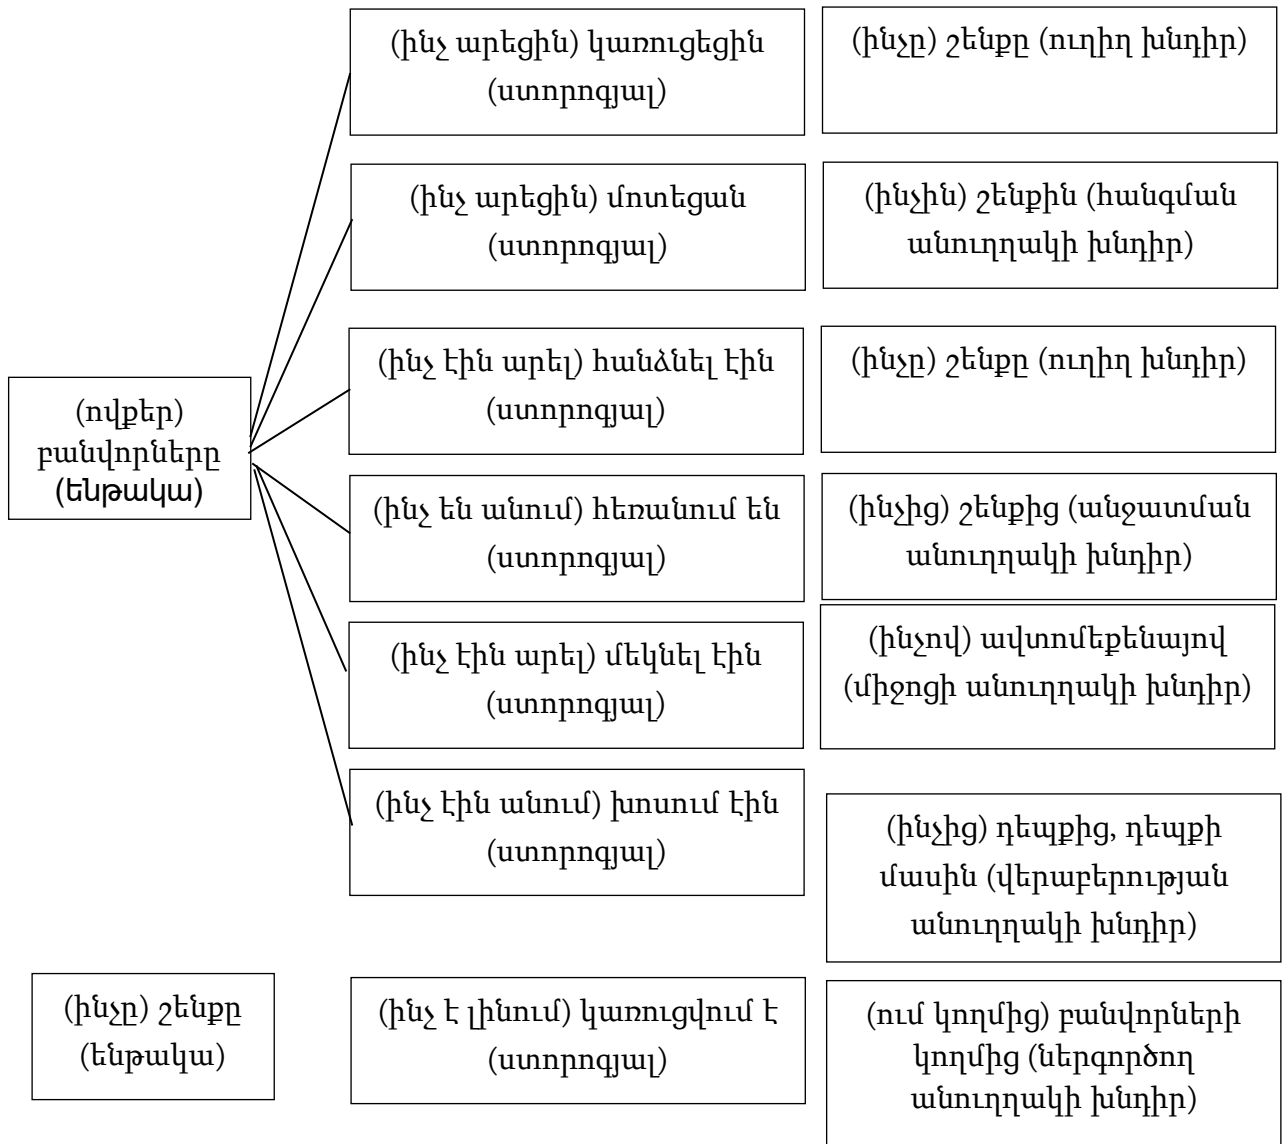 (ինչ արեցին) կառուցեցին
(ստորոգյալ)
(ինչը) շենքը (ուղիղ խնդիր)
(ինչ արեցին) մոտեցան
(ստորոգյալ)
(ինչին) շենքին (հանգման
անուղղակի խնդիր)
(ովքեր)
բանվորները
(ենթակա)
(ինչ էին արել) հանձնել էին
(ստորոգյալ)
(ինչը) շենքը (ուղիղ խնդիր)
(ինչ են անում) հեռանում են
(ստորոգյալ)
(ինչից) շենքից (անջատման
անուղղակի խնդիր)
(ինչ էին արել) մեկնել էին
(ստորոգյալ)
(ինչով) ավտոմեքենայով
(միջոցի անուղղակի խնդիր)
(ինչ էին անում) խոսում էին
(ստորոգյալ)
(ինչից) դեպքից, դեպքի
մասին (վերաբերության
անուղղակի խնդիր)
(ինչը) շենքը
(ենթակա)
(ինչ է լինում) կառուցվում է
(ստորոգյալ)
(ում կողմից) բանվորների
կողմից (ներգործող
անուղղակի խնդիր)